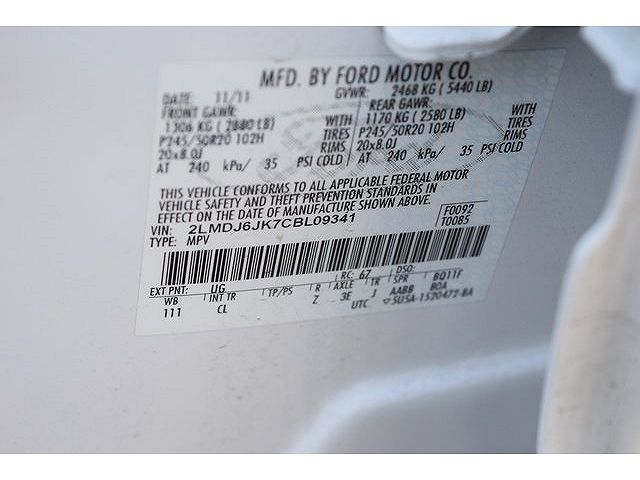 MFD. BY FORD MOTOR CO.
DATE: 11/11 GVWR: 2468 KG ( 5440 LB)
FRONT GAWR: REAR GAWR:
1306 KG ( 2880 LB) WITH 1170 KG ( 2580 LB) WITH
P245/50R20 102H TIRES P245/50R20 102H TIRES
20x8.0J RIMS 20x8.0J RIMS
AT 240 kPa/ 35 PSI COLD AT 240 kPa/ 35 PSI COLD
THIS VEHICLE CONFORMS TO ALL APPLICABLE FEDERAL MOTOR
VEHICLE SAFETY AND THEFT PREVENTION STANDARDS IN
EFFECT ON THE DATE OF MANUFACTURE SHOWN ABOVE.
VIN: 2LMDJ6JK7CBL09341 F0092
TYPE: MPV T0085
EXT PNT: UG RC: 67 DSO:
WB INT TR TP/PS R AXLE TR SPR B011F
111 CL Z 3E J AABB BOA
UTC 5U5A-1520472-BA